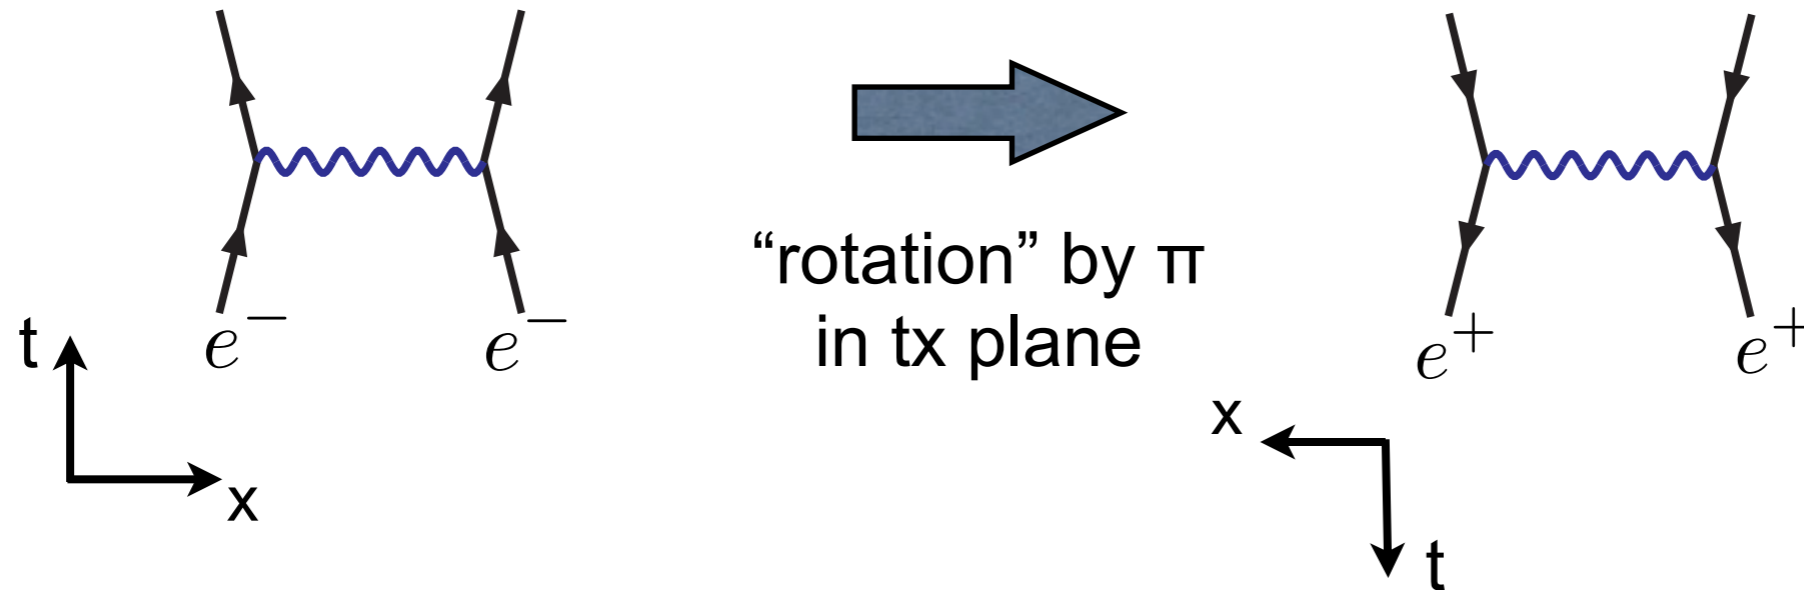 e⁻
e⁻
t
x
“rotation” by π
in tx plane
e⁺
e⁺
x
t